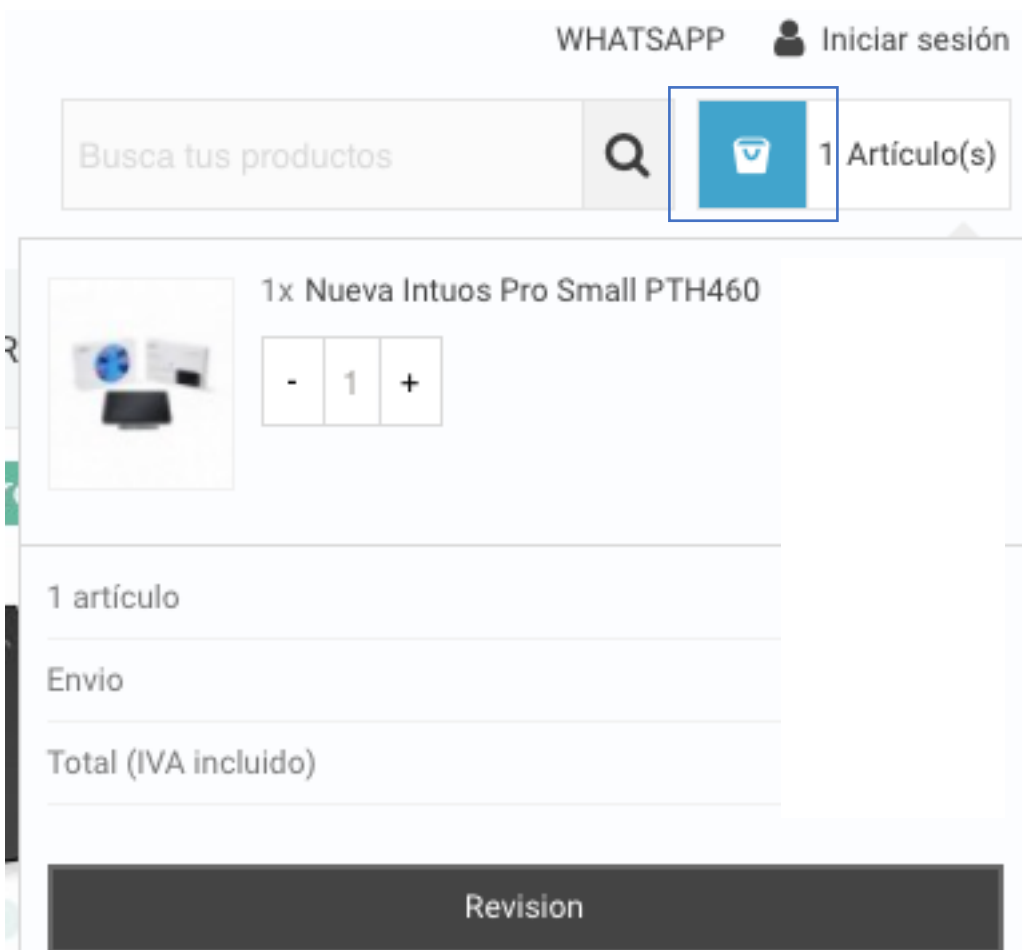 WHATSAPP Iniciar sesión
Busca tus productos
1 Artículo(s)
1x Nueva Intuos Pro Small PTH460
- 1 +
1 artículo
Envio
Total (IVA incluido)
Revision